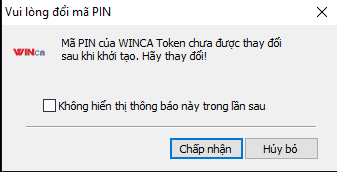 Vui lòng đổi mã PIN
WINca
Mã PIN của WINCA Token chưa được thay đổi
sau khi khởi tạo. Hãy thay đổi!
Không hiển thị thông báo này trong lần sau
Chấp nhận Hủy bỏ